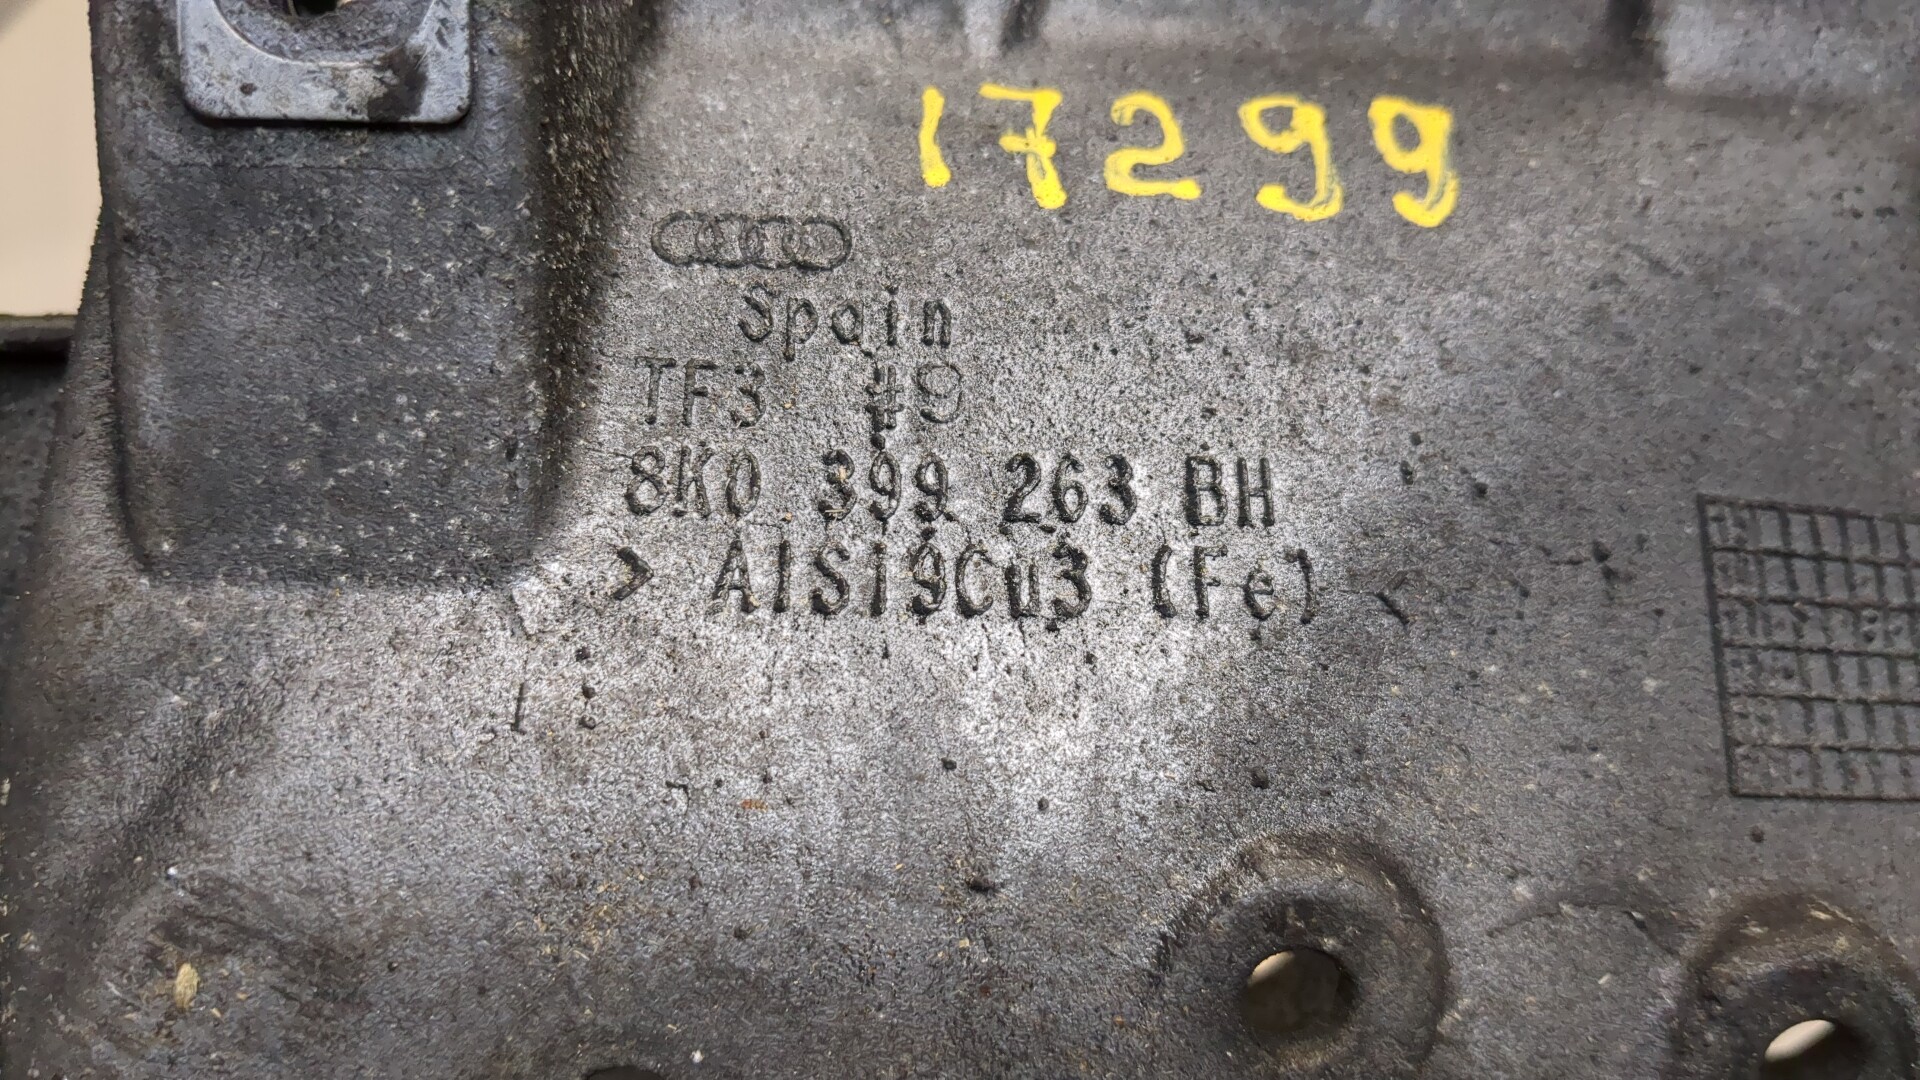 17299
Spain
TF3 #9
8K0 399 263 BH
> AlSi9Cu3 (Fe) <